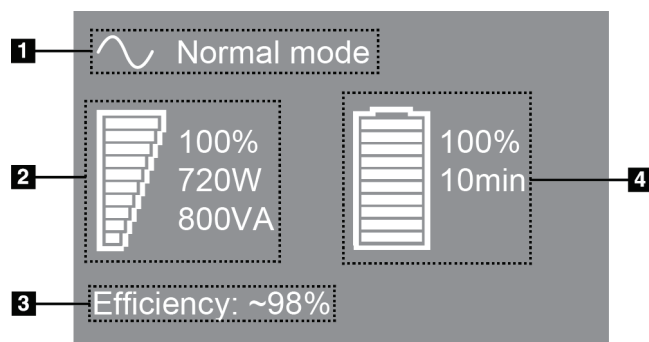 1
Normal mode
2
100%
720W
800VA
100%
10min
4
3
Efficiency: ~98%